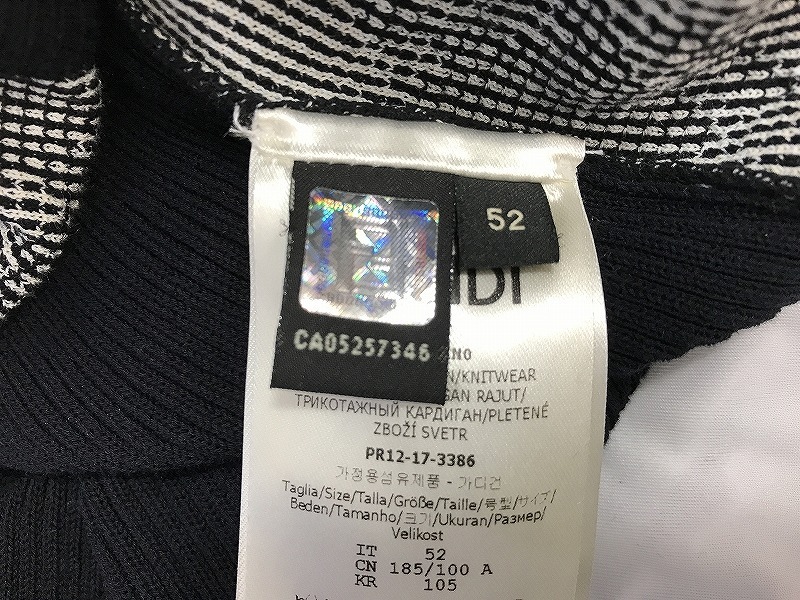 52
DI
CA05257346
NO
/KNITWEAR
SAN RAJUT/
ТРИКОТАЖНЫЙ КАРДИГАН/PLETENÉ
ZBOŽÍ SVETR
PR12-17-3386
가정용섬유제품 - 가디건
Taglia/Size/Talla/Größe/Taille/号型/サイズ/
Beden/Tamanho/크기/Ukuran/Размер/
Velikost
IT 52
CN 185/100 A
KR 105